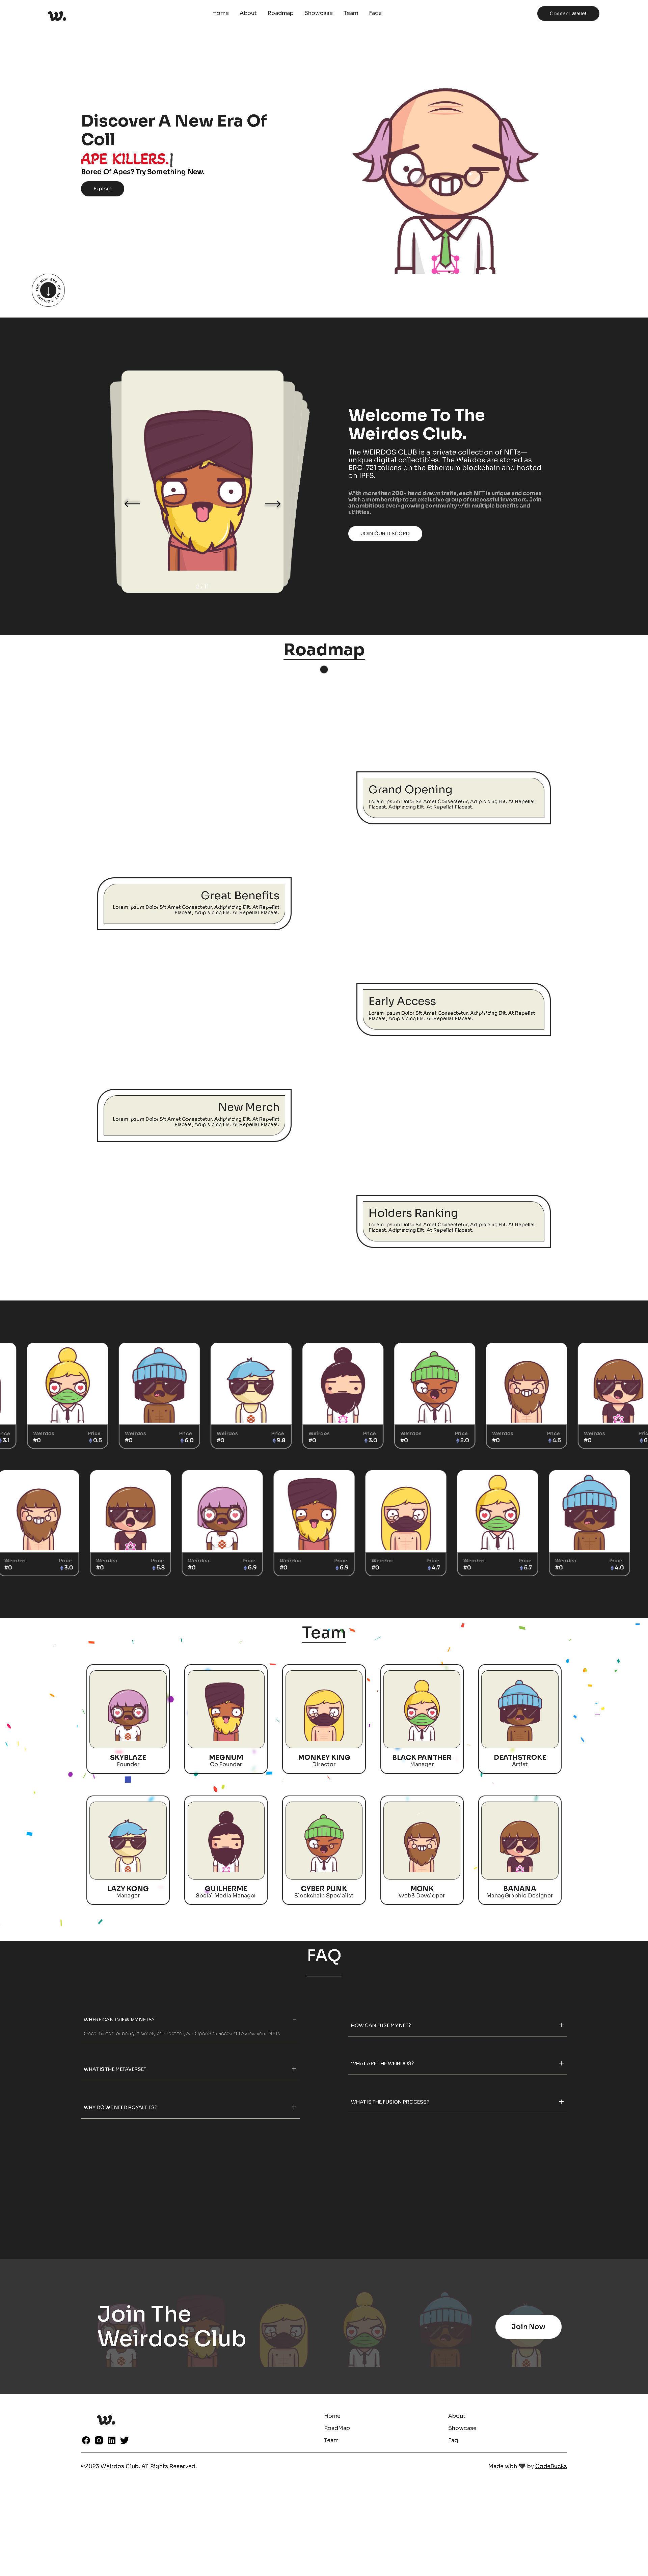 w.
Home About Roadmap Showcase Team Faqs
Connect Wallet
Discover A New Era Of
Coll
APE KILLERS.|
Bored Of Apes? Try Something New.
Explore
Welcome To The
Weirdos Club.
The WEIRDOS CLUB is a private collection of NFTs—
unique digital collectibles. The Weirdos are stored as
ERC-721 tokens on the Ethereum blockchain and hosted
on IPFS.
With more than 200+ hand drawn traits, each NFT is unique and comes
with a membership to an exclusive group of successful investors. Join
an ambitious ever-growing community with multiple benefits and
utilities.
JOIN OUR DISCORD
Roadmap
Grand Opening
Lorem Ipsum Dolor Sit Amet Consectetur, Adipisicing Elit. At Repellat
Placeat, Adipisicing Elit. At Repellat Placeat.
Great Benefits
Lorem Ipsum Dolor Sit Amet Consectetur, Adipisicing Elit. At Repellat
Placeat, Adipisicing Elit. At Repellat Placeat.
Early Access
Lorem Ipsum Dolor Sit Amet Consectetur, Adipisicing Elit. At Repellat
Placeat, Adipisicing Elit. At Repellat Placeat.
New Merch
Lorem Ipsum Dolor Sit Amet Consectetur, Adipisicing Elit. At Repellat
Placeat, Adipisicing Elit. At Repellat Placeat.
Holders Ranking
Lorem Ipsum Dolor Sit Amet Consectetur, Adipisicing Elit. At Repellat
Placeat, Adipisicing Elit. At Repellat Placeat.
Weirdos Price Weirdos Price Weirdos Price Weirdos Price Weirdos Price Weirdos Price Weirdos
3.1 #0 0.5 #0 6.0 #0 9.8 #0 3.0 #0 2.0 #0 4.5 #0
Weirdos Price Weirdos Price Weirdos Price Weirdos Price Weirdos Price Weirdos Price Weirdos Price
#0 3.0 #0 5.8 #0 6.9 #0 6.9 #0 4.7 #0 5.7 #0 4.0
Team
SKYBLAZE MEGNUM MONKEY KING BLACK PANTHER DEATHSTROKE
Founder Co Founder Director Manager Artist
LAZY KONG GUILHERME CYBER PUNK MONK BANANA
Manager Social Media Manager Blockchain Specialist Web3 Developer ManagGraphic Designer
FAQ
WHERE CAN I VIEW MY NFTS? −
Once minted or bought simply connect to your OpenSea account to view your NFTs
WHAT IS THE METAVERSE? +
WHY DO WE NEED ROYALTIES? +
HOW CAN I USE MY NFT? +
WHAT ARE THE WEIRDOS? +
WHAT IS THE FUSION PROCESS? +
Join The
Weirdos Club
Join Now
w.
Home About
RoadMap Showcase
Team Faq
©2023 Weirdos Club. All Rights Reserved.
Made with 🖤 by CodeBucks